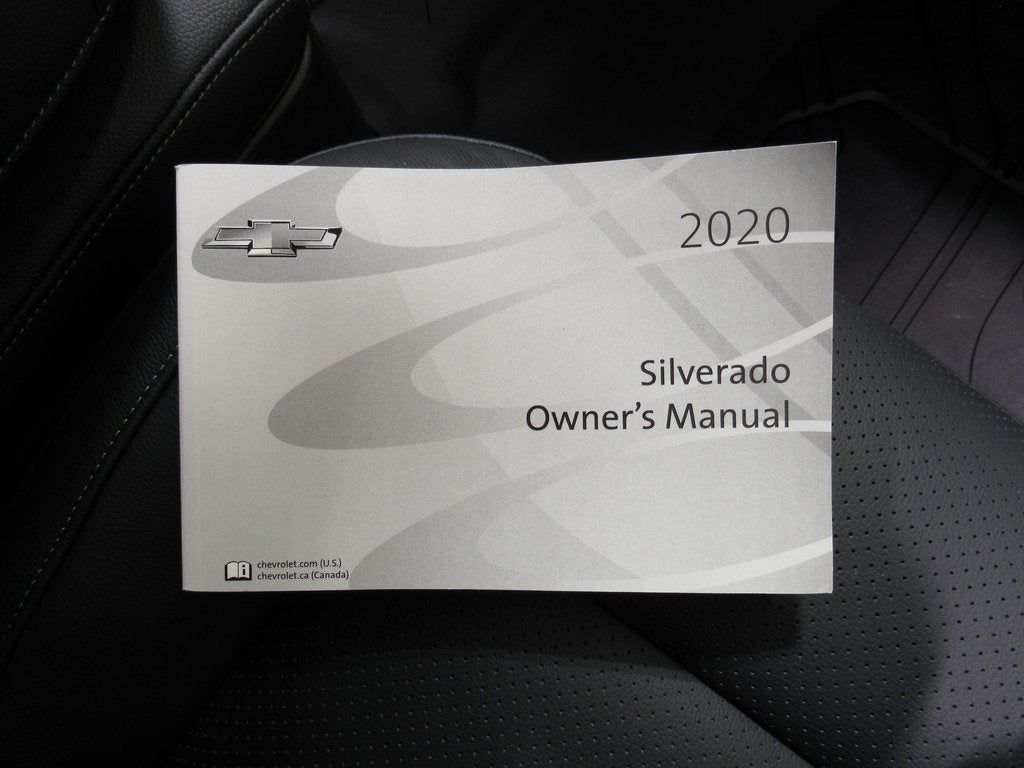 2020
Silverado
Owner's Manual
chevrolet.com (U.S.)
chevrolet.ca (Canada)